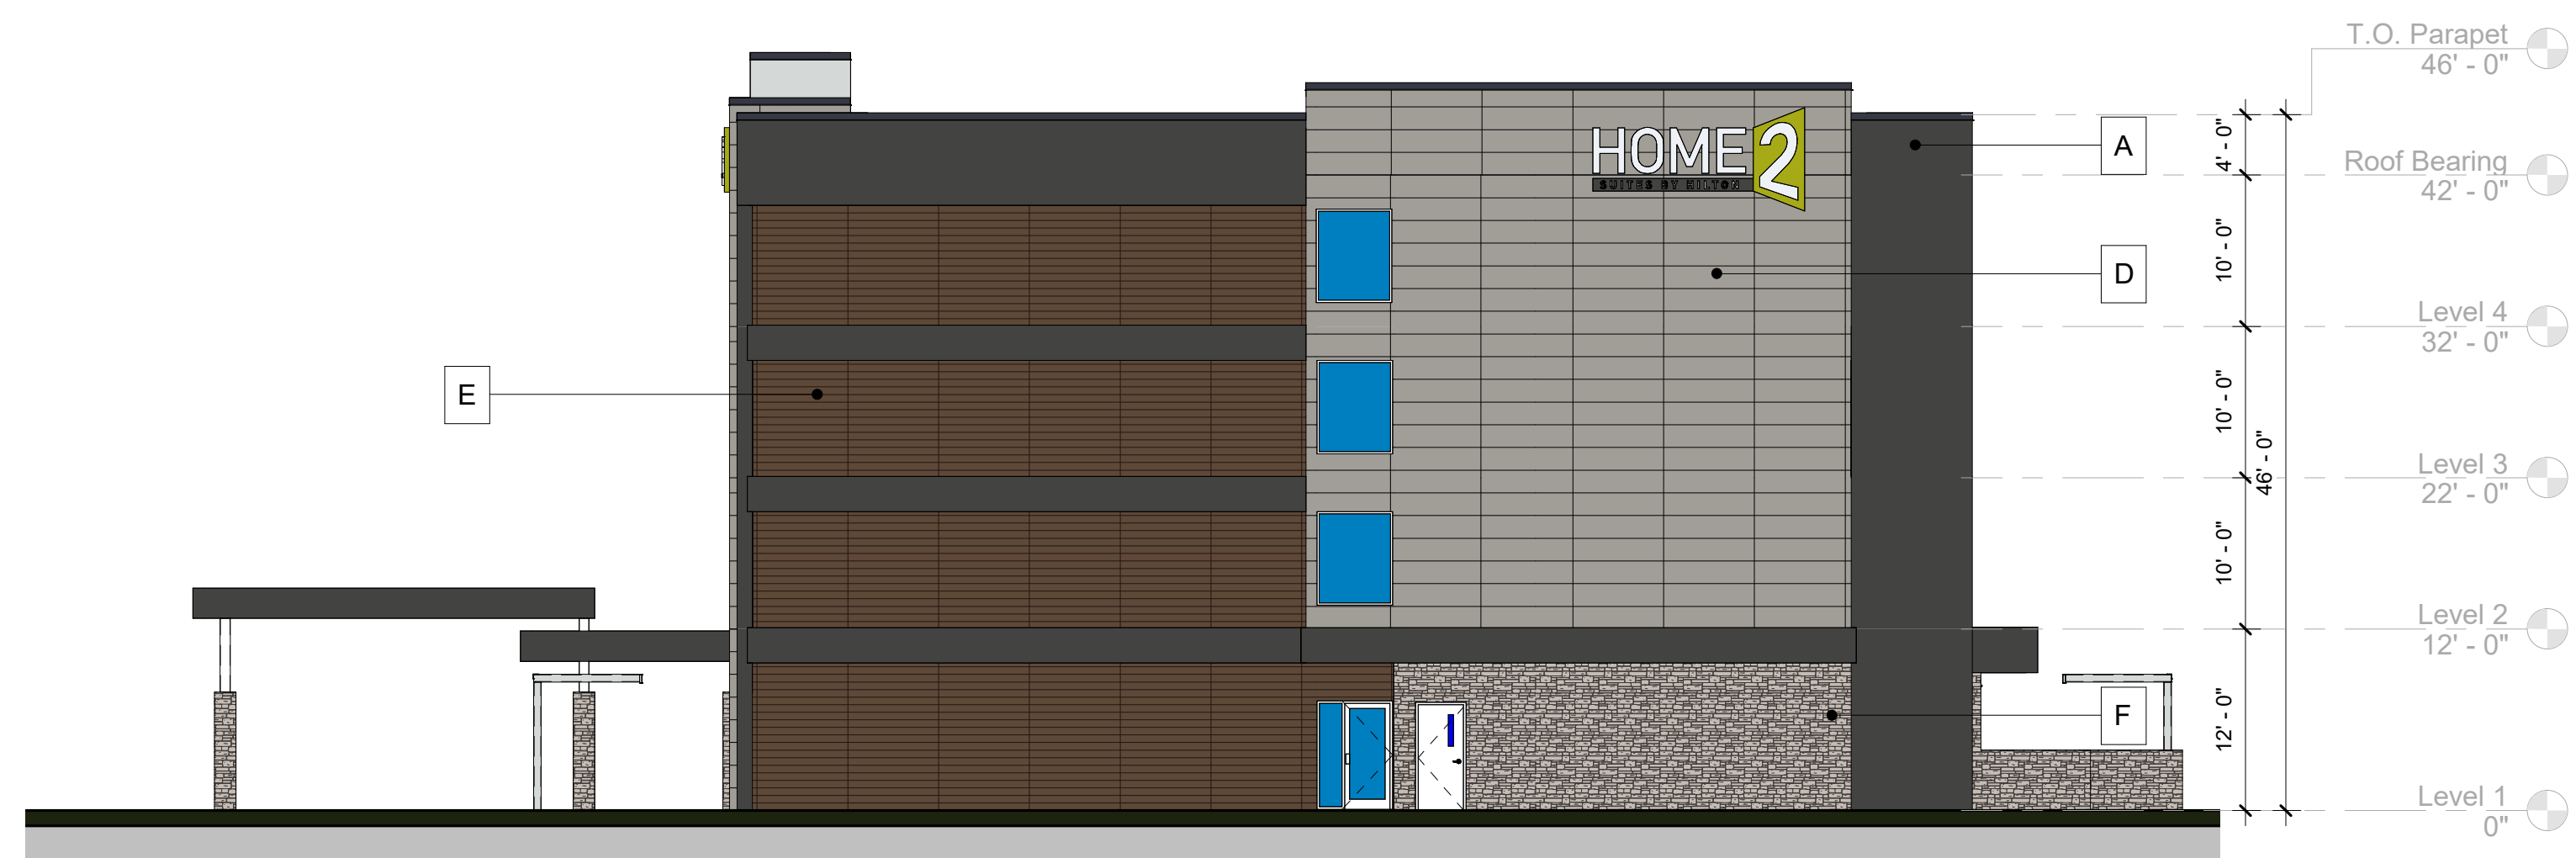 T.O. Parapet
46' - 0"
HOME2
SUITES BY HILTON
A
4' - 0"
Roof Bearing
42' - 0"
10' - 0"
D
Level 4
32' - 0"
E
10' - 0"
46' - 0"
Level 3
22' - 0"
10' - 0"
Level 2
12' - 0"
F
12' - 0"
Level 1
0"